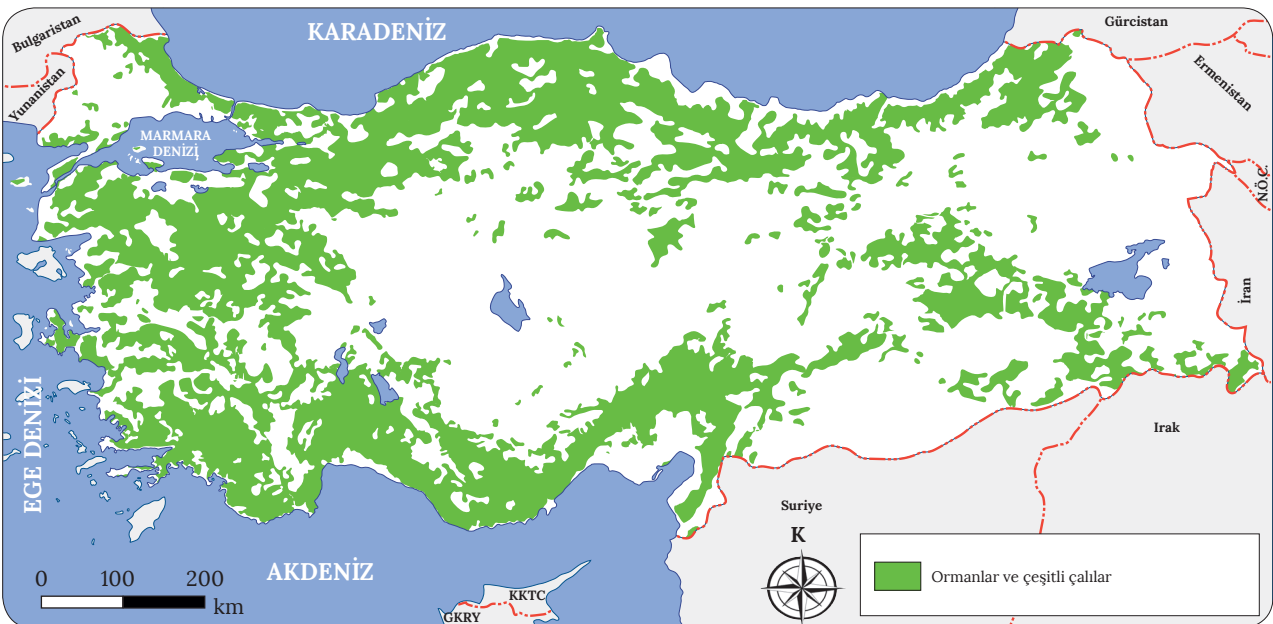 Bulgaristan
KARADENİZ
Gürcistan
Yunanistan
Ermenistan
MARMARA
DENİZİ
N.Ö.C.
İran
EGE DENİZİ
Irak
Suriye
K
AKDENİZ
0 100 200
km
KKTC
GKRY
Ormanlar ve çeşitli çalılar